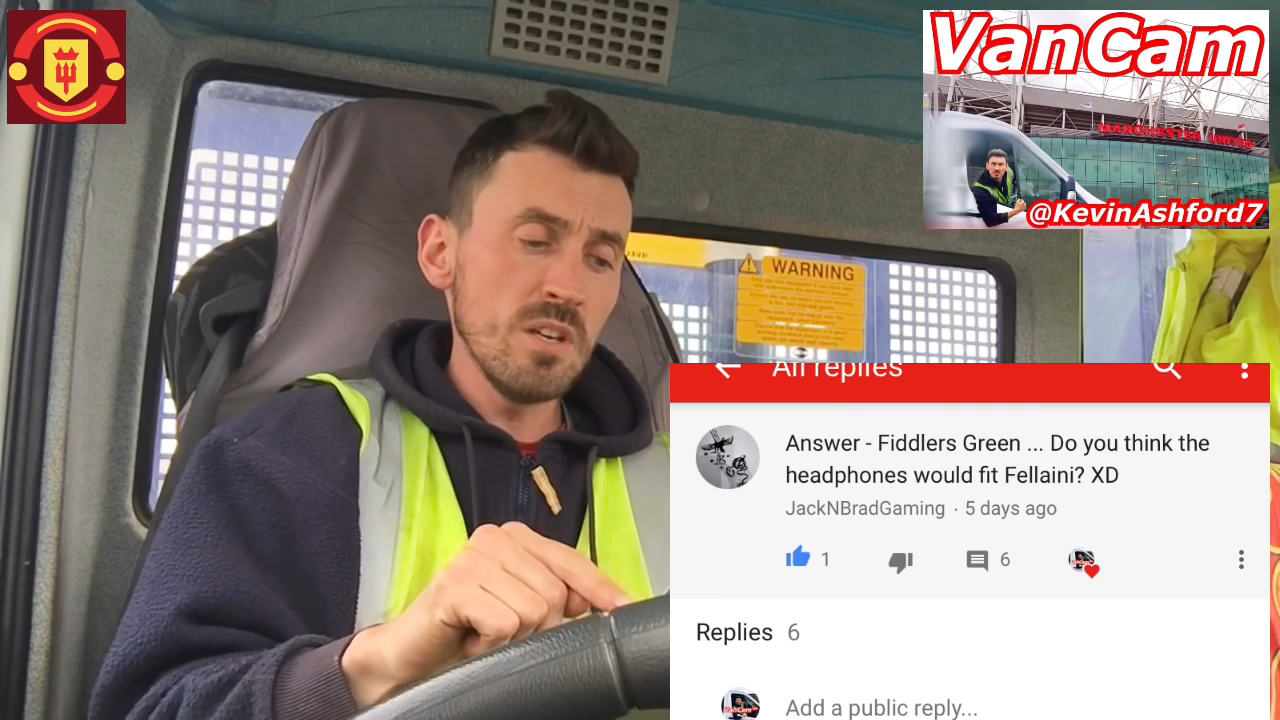 VanCam
MANCHESTER UNITED
@KevinAshford7
WARNING
All replies
Answer - Fiddlers Green ... Do you think the
headphones would fit Fellaini? XD
JackNBradGaming · 5 days ago
1
6
Replies 6
VanCam
Add a public reply...